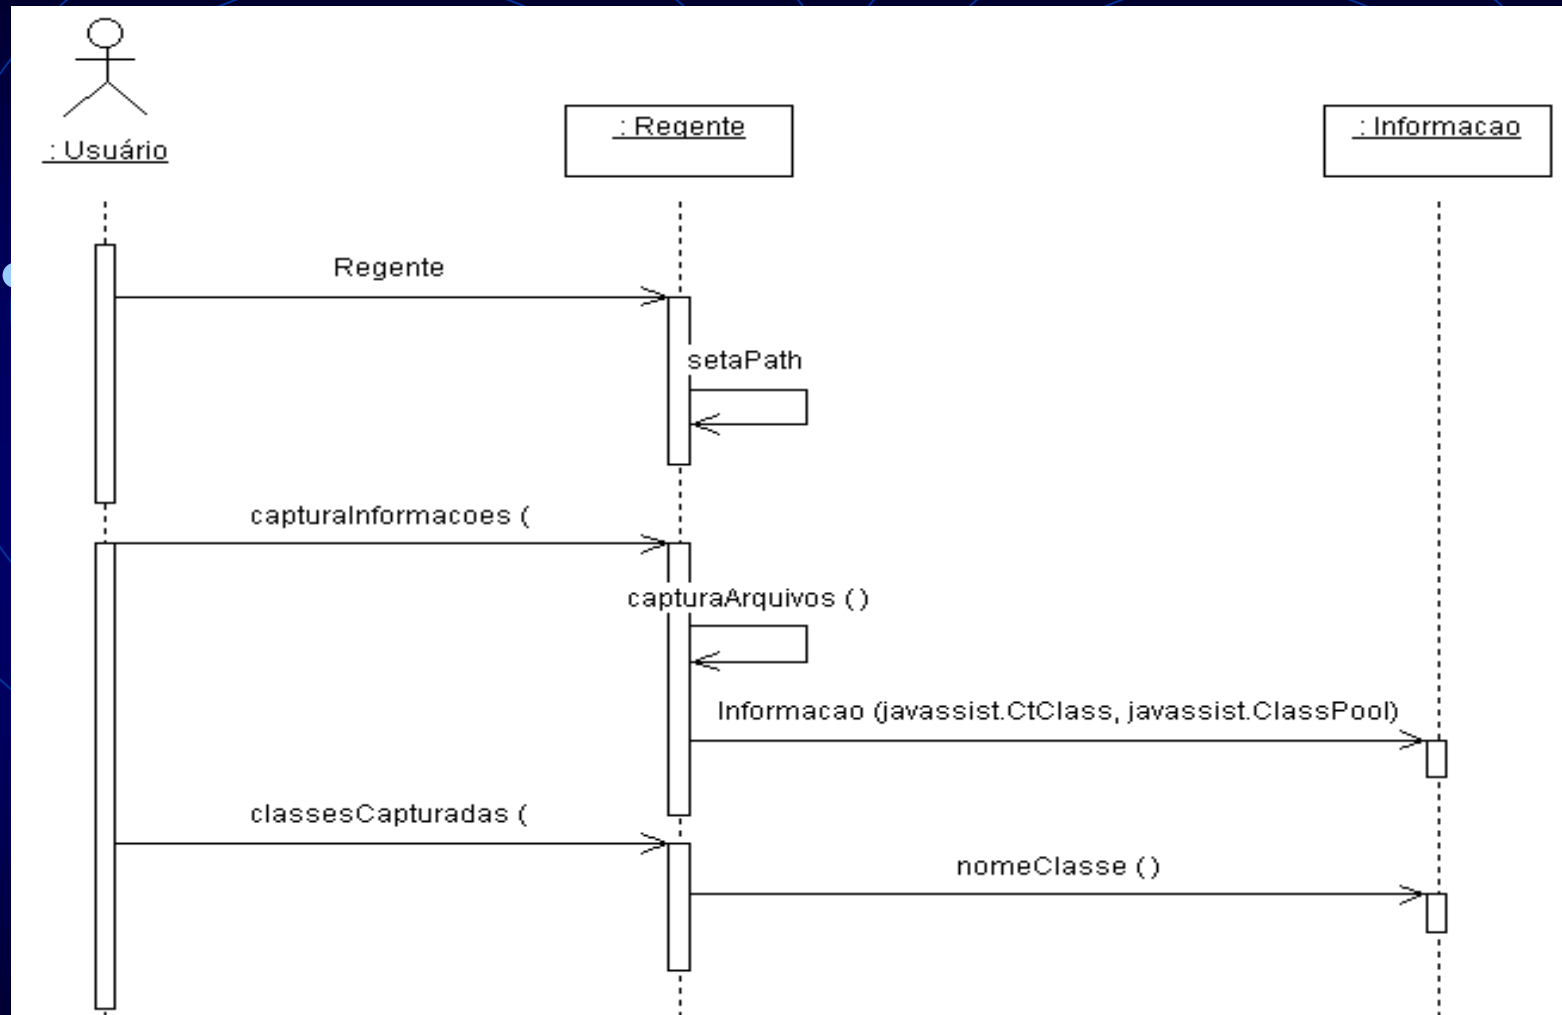 : Usuário
: Regente
: Informacao
Regente
setaPath
capturaInformacoes (
capturaArquivos ()
Informacao (javassist.CtClass, javassist.ClassPool)
classesCapturadas (
nomeClasse ()